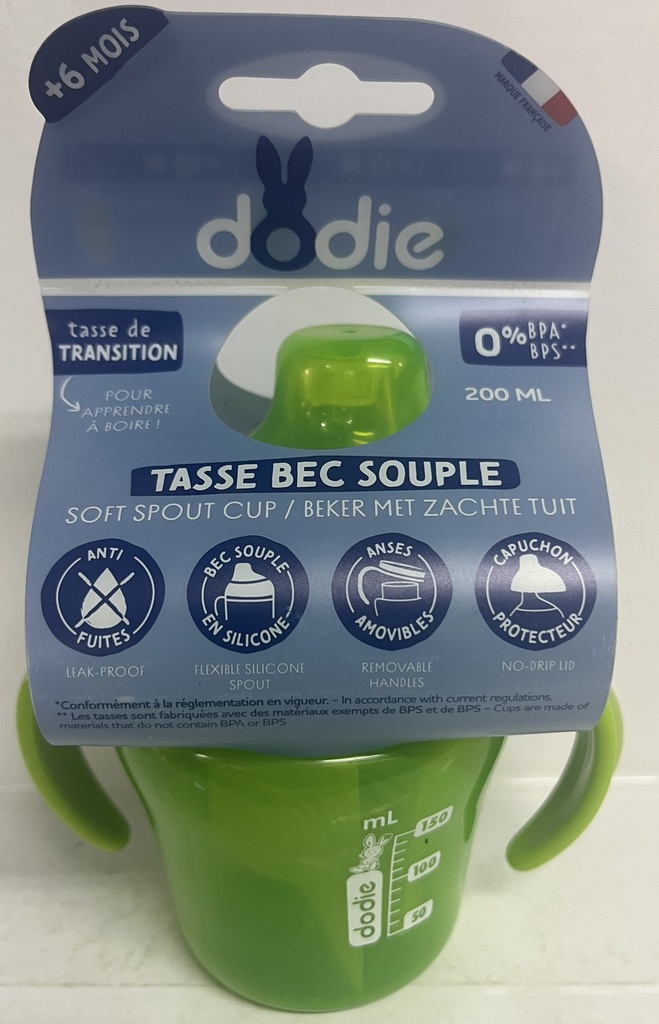 +6 MOIS
MARQUE FRANÇAISE
dodie
tasse de
TRANSITION
POUR
APPRENDRE
À BOIRE !
0% BPA*
BPS**
200 ML
TASSE BEC SOUPLE
SOFT SPOUT CUP / BEKER MET ZACHTE TUIT
ANTI
FUITES
BEC SOUPLE
EN SILICONE
ANSES
AMOVIBLES
CAPUCHON
PROTECTEUR
LEAK-PROOF
FLEXIBLE SILICONE
SPOUT
REMOVABLE
HANDLES
NO-DRIP LID
*Conformément à la réglementation en vigueur. - In accordance with current regulations.
** Les tasses sont fabriquées avec des matériaux exempts de BPS et de BPS - Cups are made of
materials that do not contain BPA or BPS
mL
150
100
50
dodie